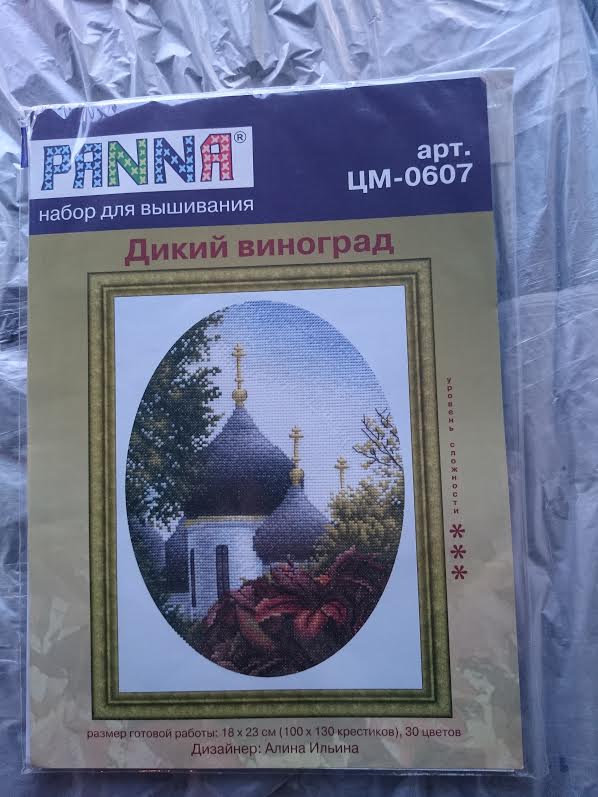 PANNA®
набор для вышивания
арт.
ЦМ-0607
Дикий виноград
уровень сложности ***
размер готовой работы: 18 x 23 см (100 x 130 крестиков), 30 цветов
Дизайнер: Алина Ильина